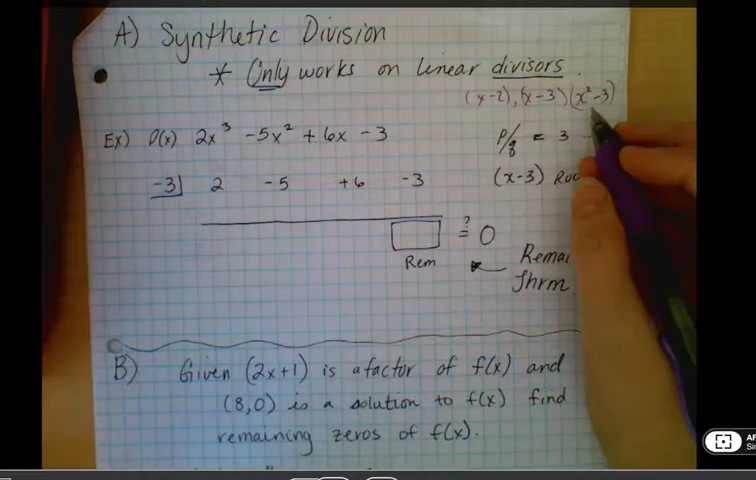 A) Synthetic Division
* Only works on linear divisors.
(x-2), (x-3) (x²-3)
Ex) P(x) 2x³ -5x² +6x -3
P/q = 3
-3| 2 -5 +6 -3
(x-3)
? = 0
Rem
Thrm
B) Given (2x+1) is a factor of f(x) and
(8,0) is a solution to f(x) find
remaining zeros of f(x).